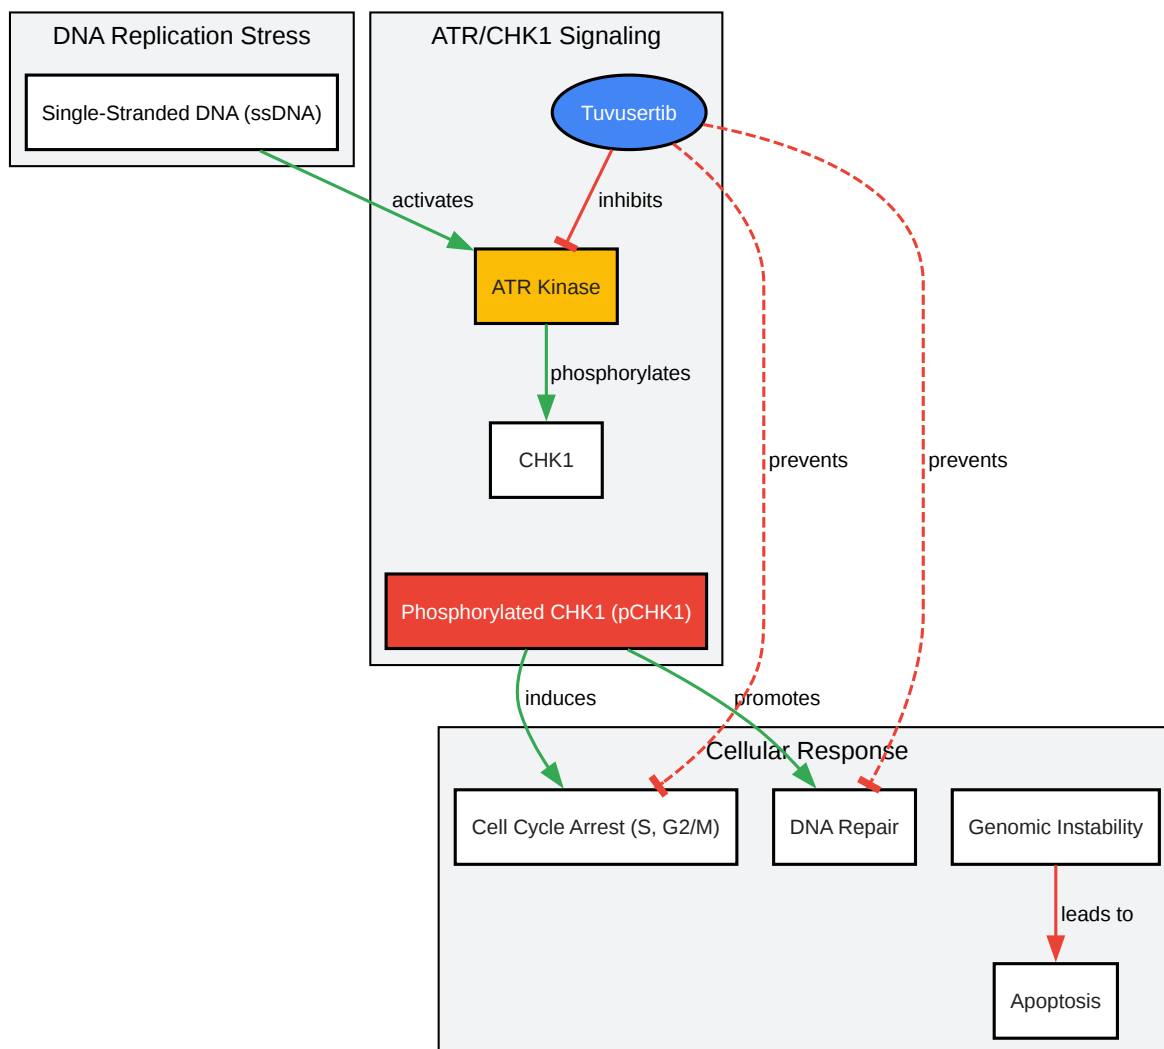 DNA Replication Stress
Single-Stranded DNA (ssDNA)
ATR/CHK1 Signaling
Tuvusertib
activates
inhibits
ATR Kinase
phosphorylates
CHK1
prevents
prevents
Phosphorylated CHK1 (pCHK1)
induces
promotes
Cellular Response
Cell Cycle Arrest (S, G2/M)
DNA Repair
Genomic Instability
leads to
Apoptosis